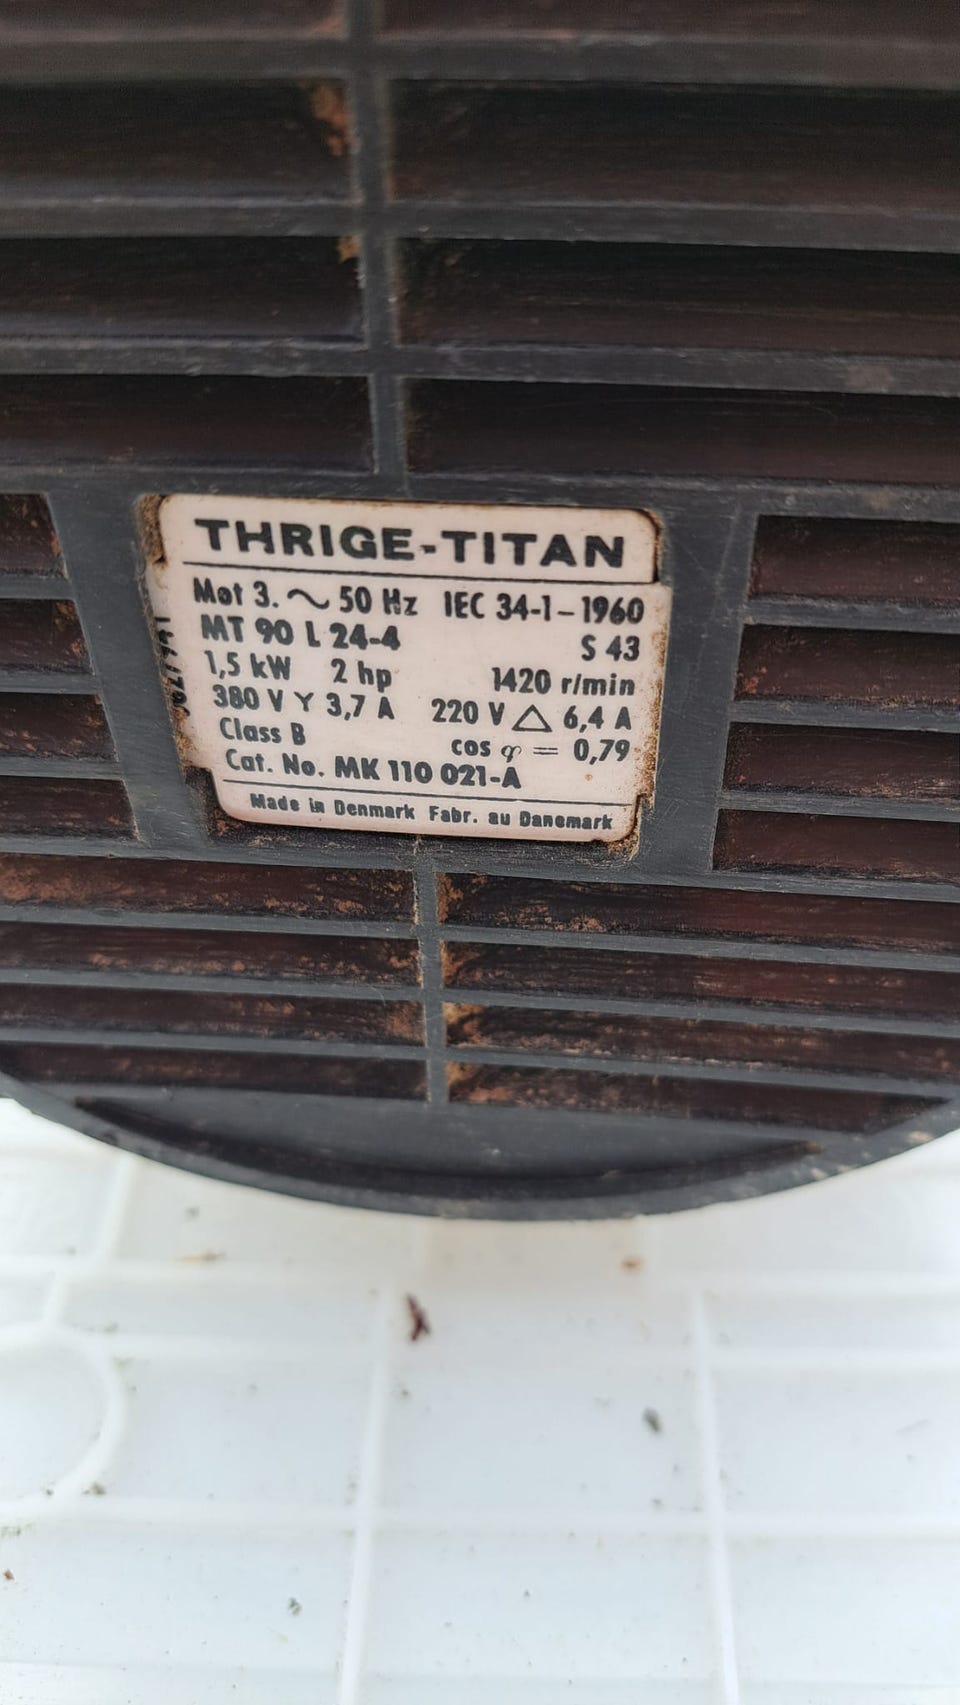 THRIGE-TITAN
Mot 3. ~ 50 Hz IEC 34-1-1960
MT 90 L 24-4 S 43
1,5 kW 2 hp 1420 r/min
380 V Y 3,7 A 220 V △ 6,4 A
Class B cos φ = 0,79
Cat. No. MK 110 021-A
Made in Denmark Fabr. au Danemark